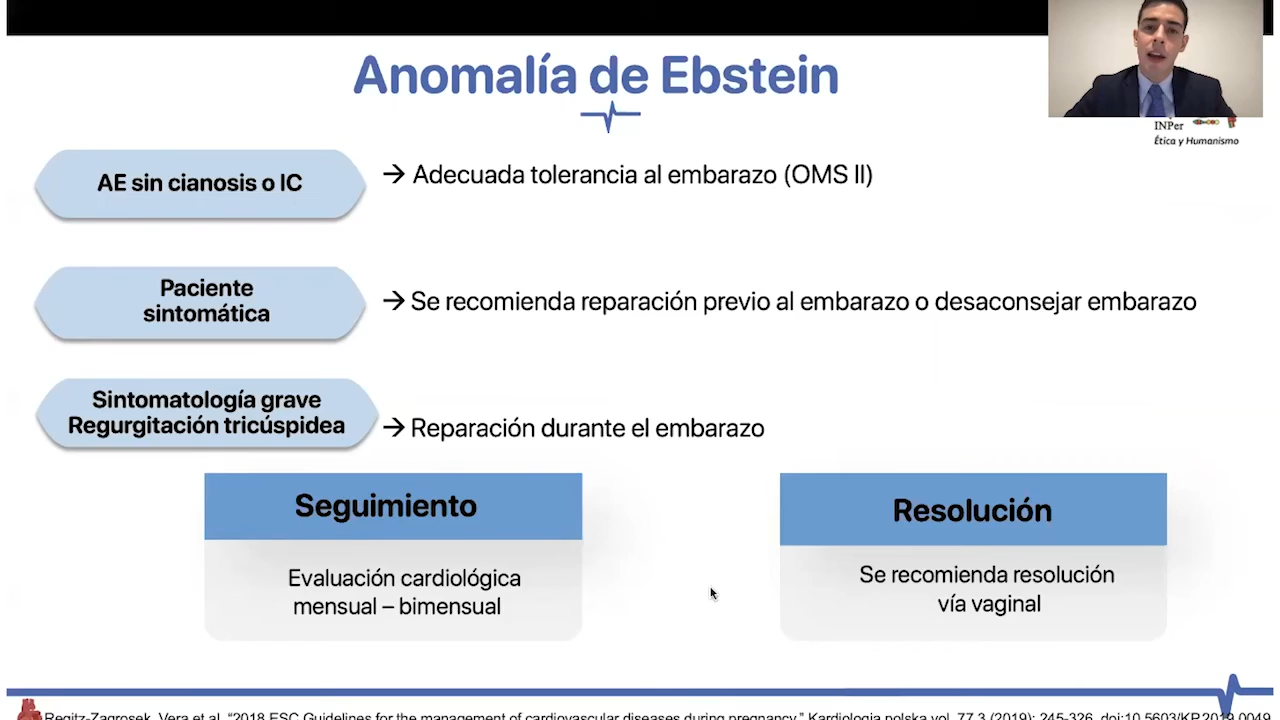 Anomalía de Ebstein
INPer
Ética y Humanismo
AE sin cianosis o IC
→ Adecuada tolerancia al embarazo (OMS II)
Paciente
sintomática
→ Se recomienda reparación previo al embarazo o desaconsejar embarazo
Sintomatología grave
Regurgitación tricúspidea
→ Reparación durante el embarazo
Seguimiento
Evaluación cardiológica
mensual – bimensual
Resolución
Se recomienda resolución
vía vaginal
Regitz-Zagrosek, Vera et al. “2018 ESC Guidelines for the management of cardiovascular diseases during pregnancy.” Kardiologia polska vol. 77,3 (2019): 245-326. doi:10.5603/KP.2019.0049